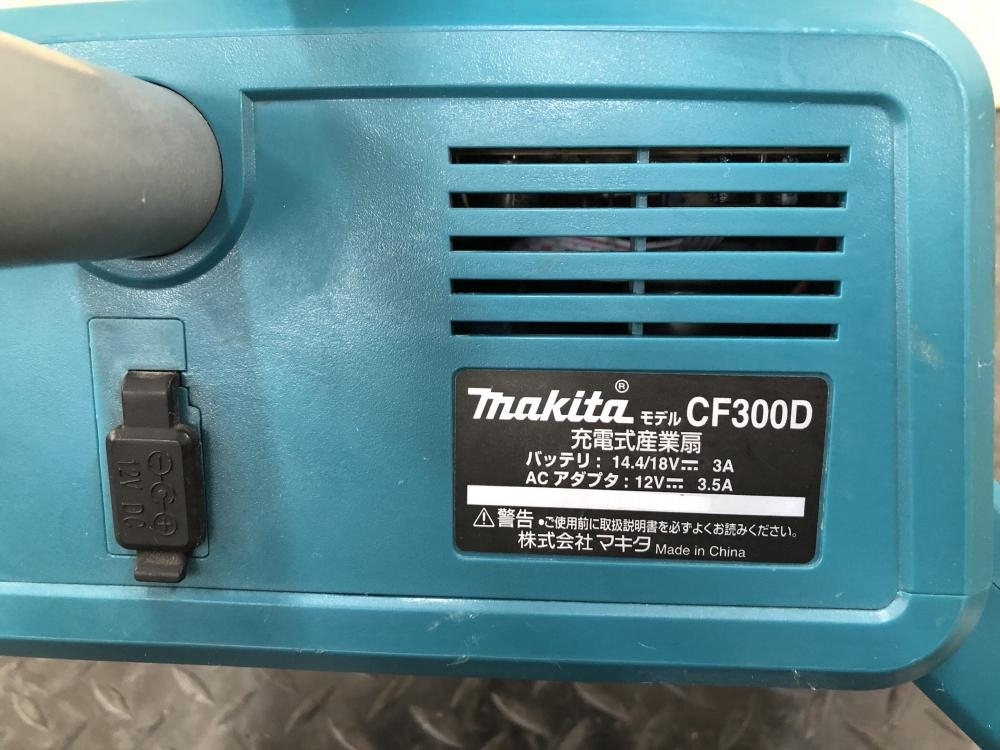 makita® モデル CF300D
充電式産業扇
バッテリ： 14.4/18V⎓ 3A
AC アダプタ：12V⎓ 3.5A
⚠警告 •ご使用前に取扱説明書を必ずよくお読みください。
株式会社 マキタ Made in China
12V DC